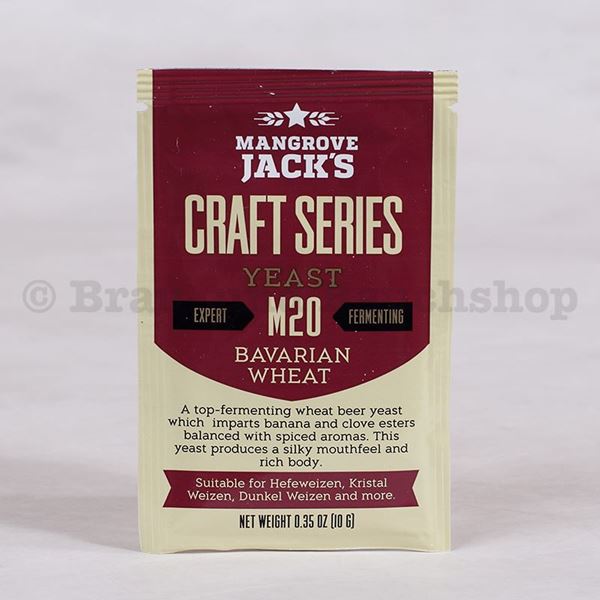 MANGROVE
JACK'S
CRAFT SERIES
YEAST
EXPERT M20 FERMENTING
BAVARIAN
WHEAT
A top-fermenting wheat beer yeast
which imparts banana and clove esters
balanced with spiced aromas. This
yeast produces a silky mouthfeel and
rich body.
Suitable for Hefeweizen, Kristal
Weizen, Dunkel Weizen and more.
NET WEIGHT 0.35 OZ (10 G)